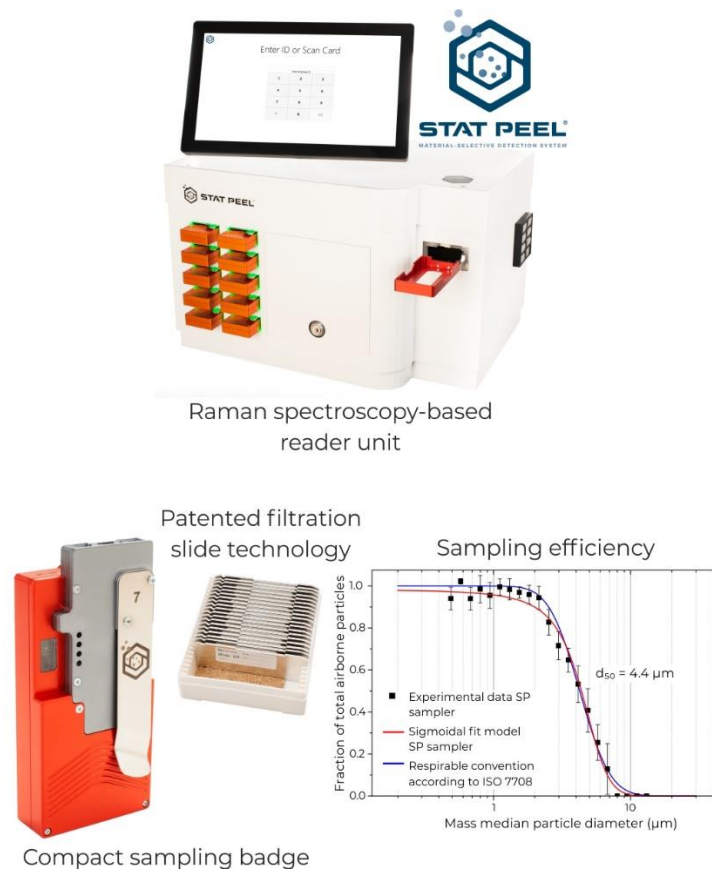 Enter ID or Scan Card
STAT PEEL®
MATERIAL-SELECTIVE DETECTION SYSTEM
STAT PEEL
Raman spectroscopy-based
reader unit
Patented filtration
slide technology
7
Compact sampling badge
Sampling efficiency
Fraction of total airborne particles
1.0
0.8
0.6
0.4
0.2
0.0
d₅₀ = 4.4 µm
Experimental data SP
sampler
Sigmoidal fit model
SP sampler
Respirable convention
according to ISO 7708
1
10
Mass median particle diameter (µm)